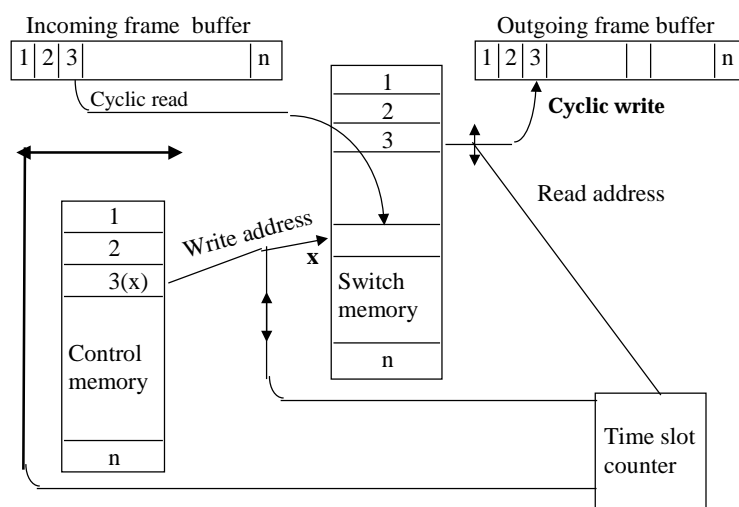 Incoming frame buffer
1 2 3 n
Cyclic read
Outgoing frame buffer
1 2 3 n
Cyclic write
1
2
3
x
Switch
memory
n
Read address
Write address
1
2
3(x)
Control
memory
n
Time slot
counter